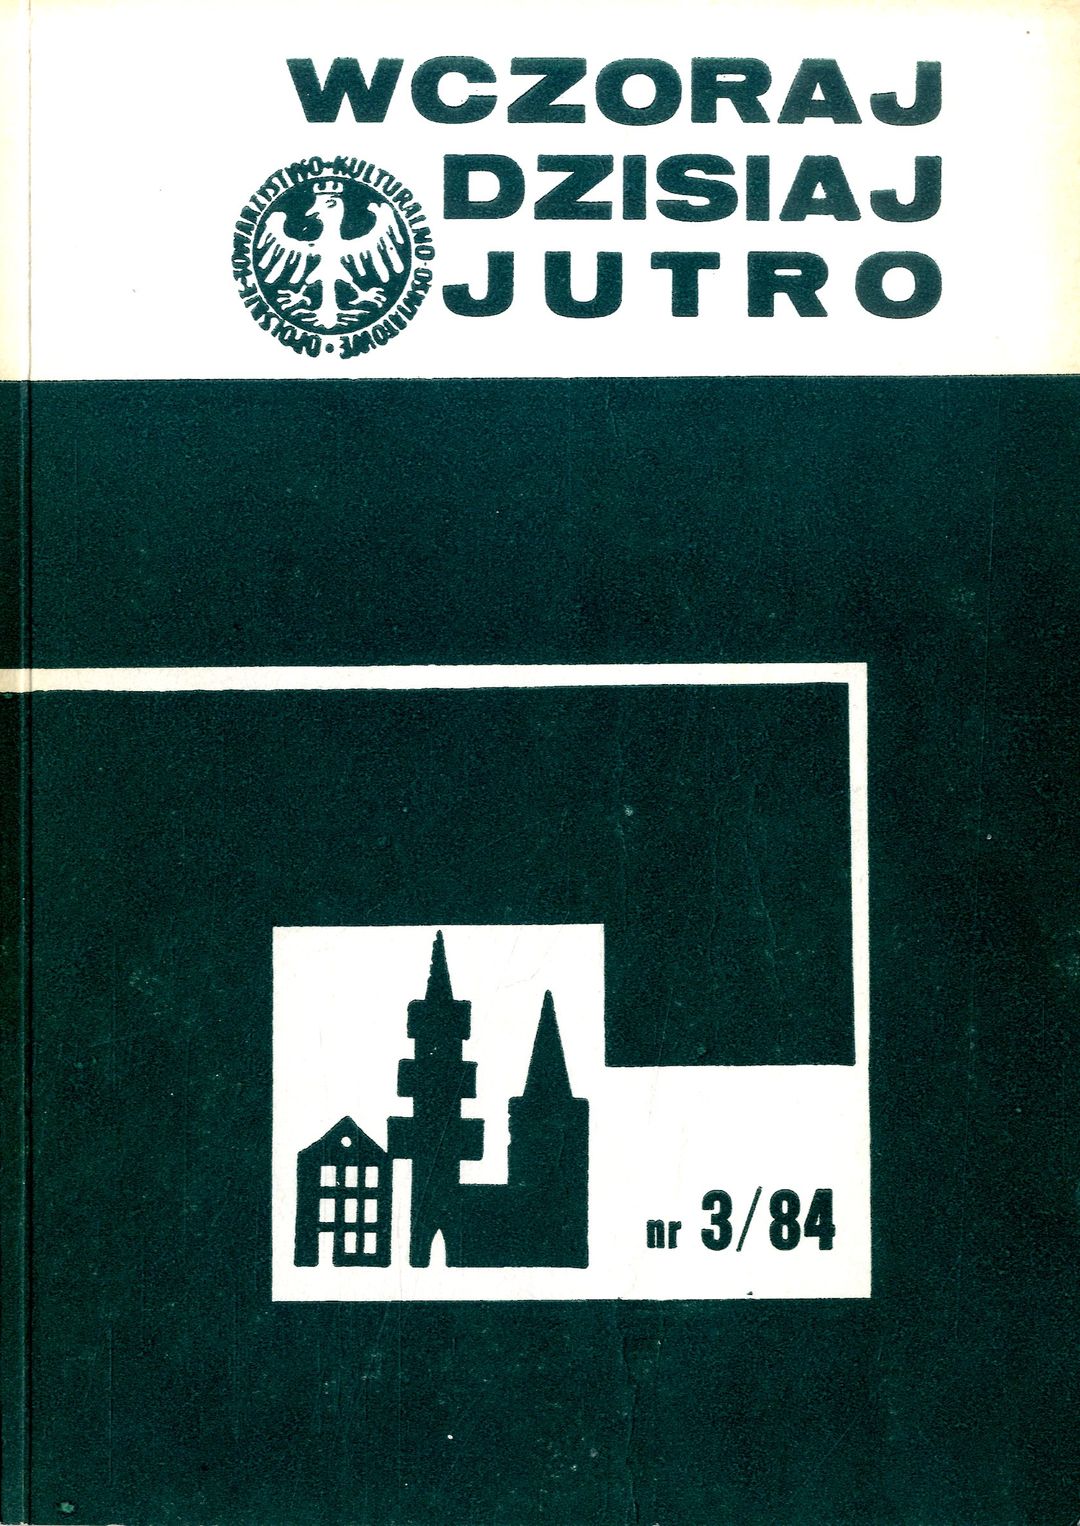 WCZORAJ
DZISIAJ
JUTRO
OPOLSKIE • TOWARZYSTWO • KULTURALNO • OŚWIATOWE •
nr 3/84